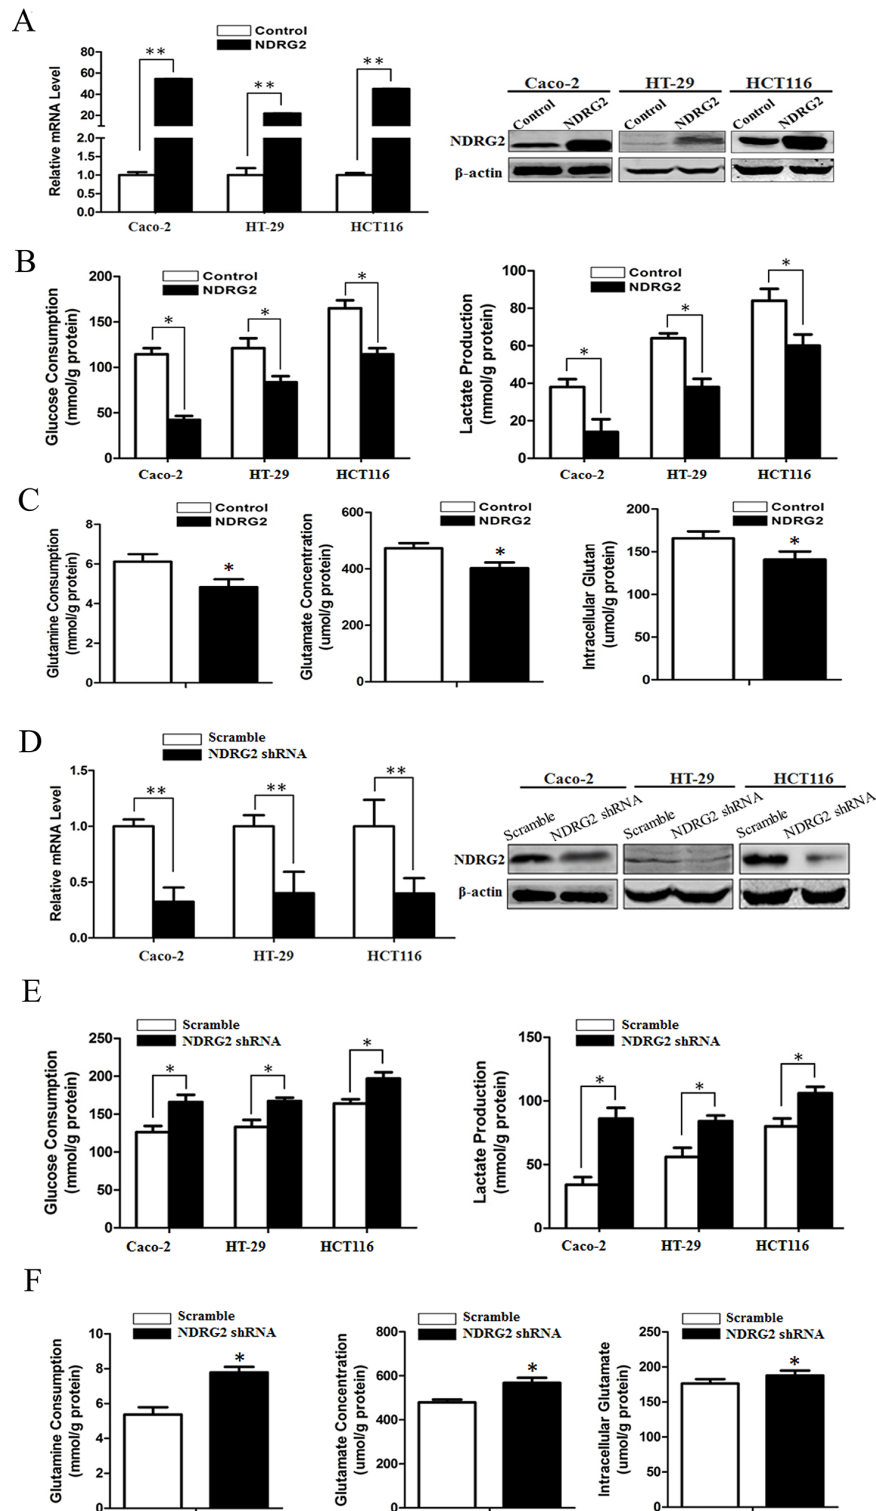 A
Control
NDRG2
Relative mRNA Level
80
60
40
20
2.0
1.5
1.0
0.5
0.0
**
**
**
Caco-2 HT-29 HCT116
Caco-2 HT-29 HCT116
Control NDRG2 Control NDRG2 Control NDRG2
NDRG2
β-actin
B
Control
NDRG2
Glucose Consumption
(mmol/g protein)
200
150
100
50
0
*
*
*
Caco-2 HT-29 HCT116
Control
NDRG2
Lactate Production
(mmol/g protein)
100
80
60
40
20
0
*
*
*
Caco-2 HT-29 HCT116
C
Control
NDRG2
Glutamine Consumption
(mmol/g protein)
8
6
4
2
0
*
Control
NDRG2
Glutamate Concentration
(umol/g protein)
600
400
200
0
*
Control
NDRG2
Intracellular Glutan
(umol/g protein)
200
150
100
50
0
*
D
Scramble
NDRG2 shRNA
Relative mRNA Level
1.5
1.0
0.5
0.0
**
**
**
Caco-2 HT-29 HCT116
Caco-2 HT-29 HCT116
Scramble NDRG2 shRNA Scramble NDRG2 shRNA Scramble NDRG2 shRNA
NDRG2
β-actin
E
Scramble
NDRG2 shRNA
Glucose Consumption
(mmol/g protein)
250
200
150
100
50
0
*
*
*
Caco-2 HT-29 HCT116
Scramble
NDRG2 shRNA
Lactate Production
(mmol/g protein)
150
100
50
0
*
*
*
Caco-2 HT-29 HCT116
F
Scramble
NDRG2 shRNA
Glutamine Consumption
(mmol/g protein)
10
8
6
4
2
0
*
Scramble
NDRG2 shRNA
Glutamate Concentration
(umol/g protein)
800
600
400
200
0
*
Scramble
NDRG2 shRNA
Intracellular Glutamate
(umol/g protein)
250
200
150
100
50
0
*